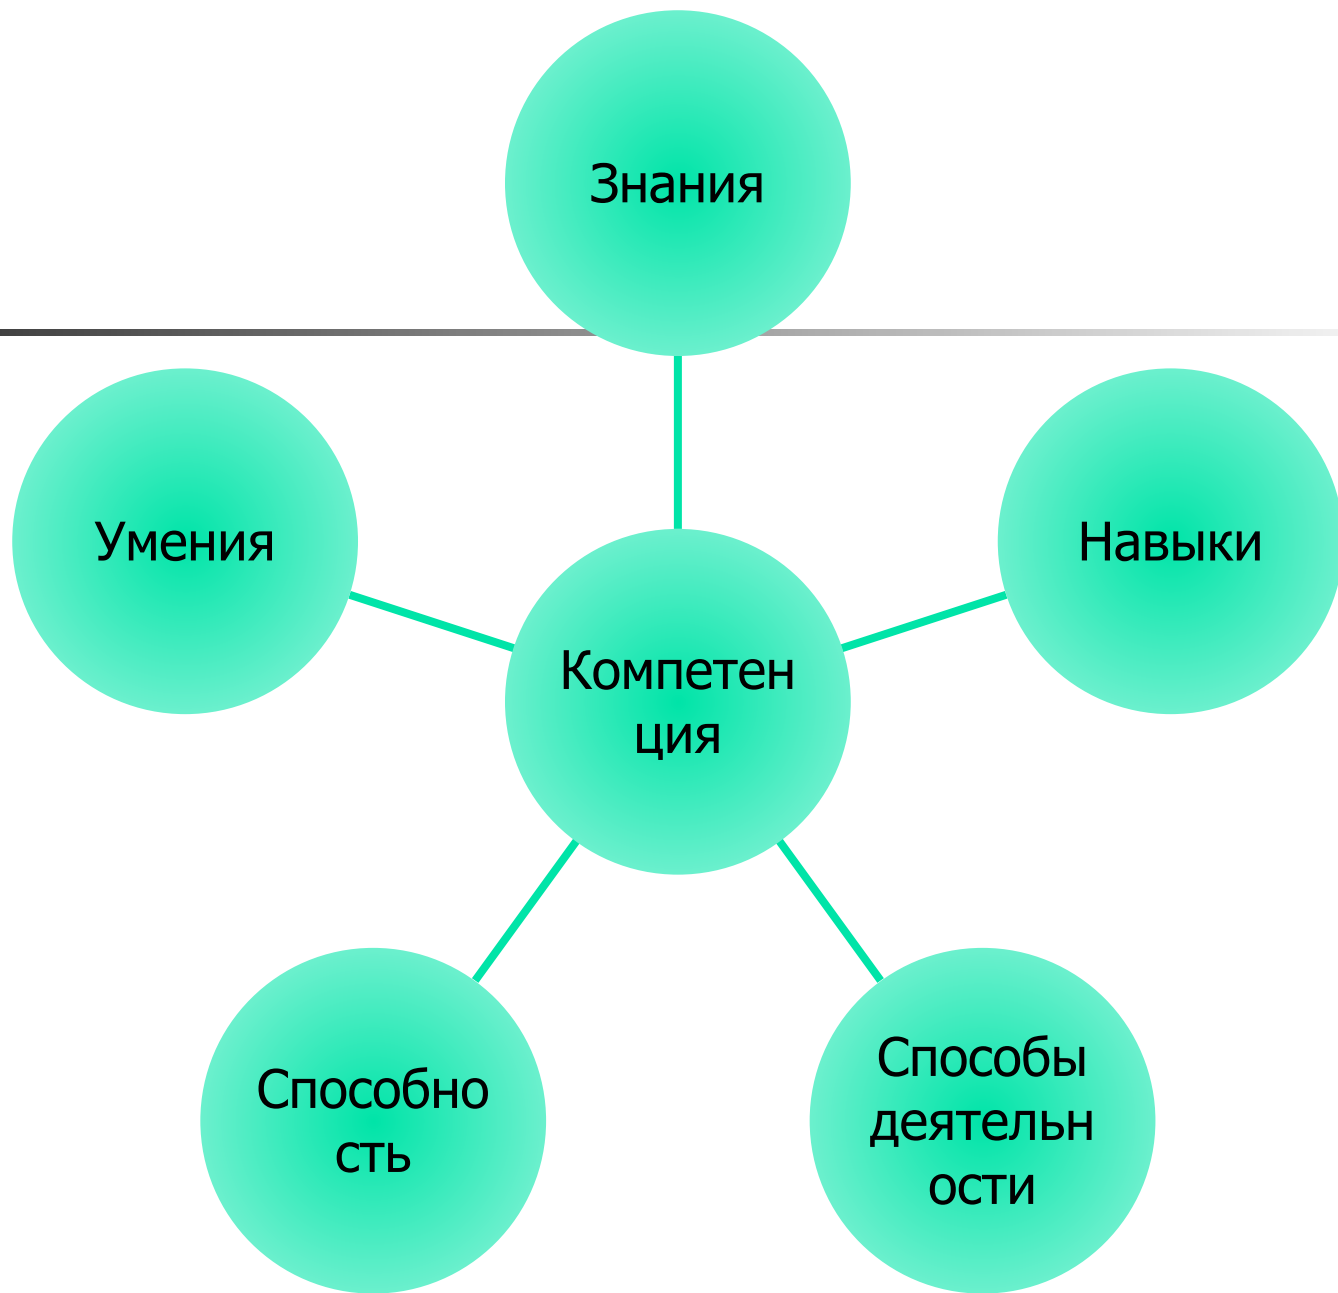 Знания
Умения
Навыки
Компетен
ция
Способно
сть
Способы
деятельн
ости